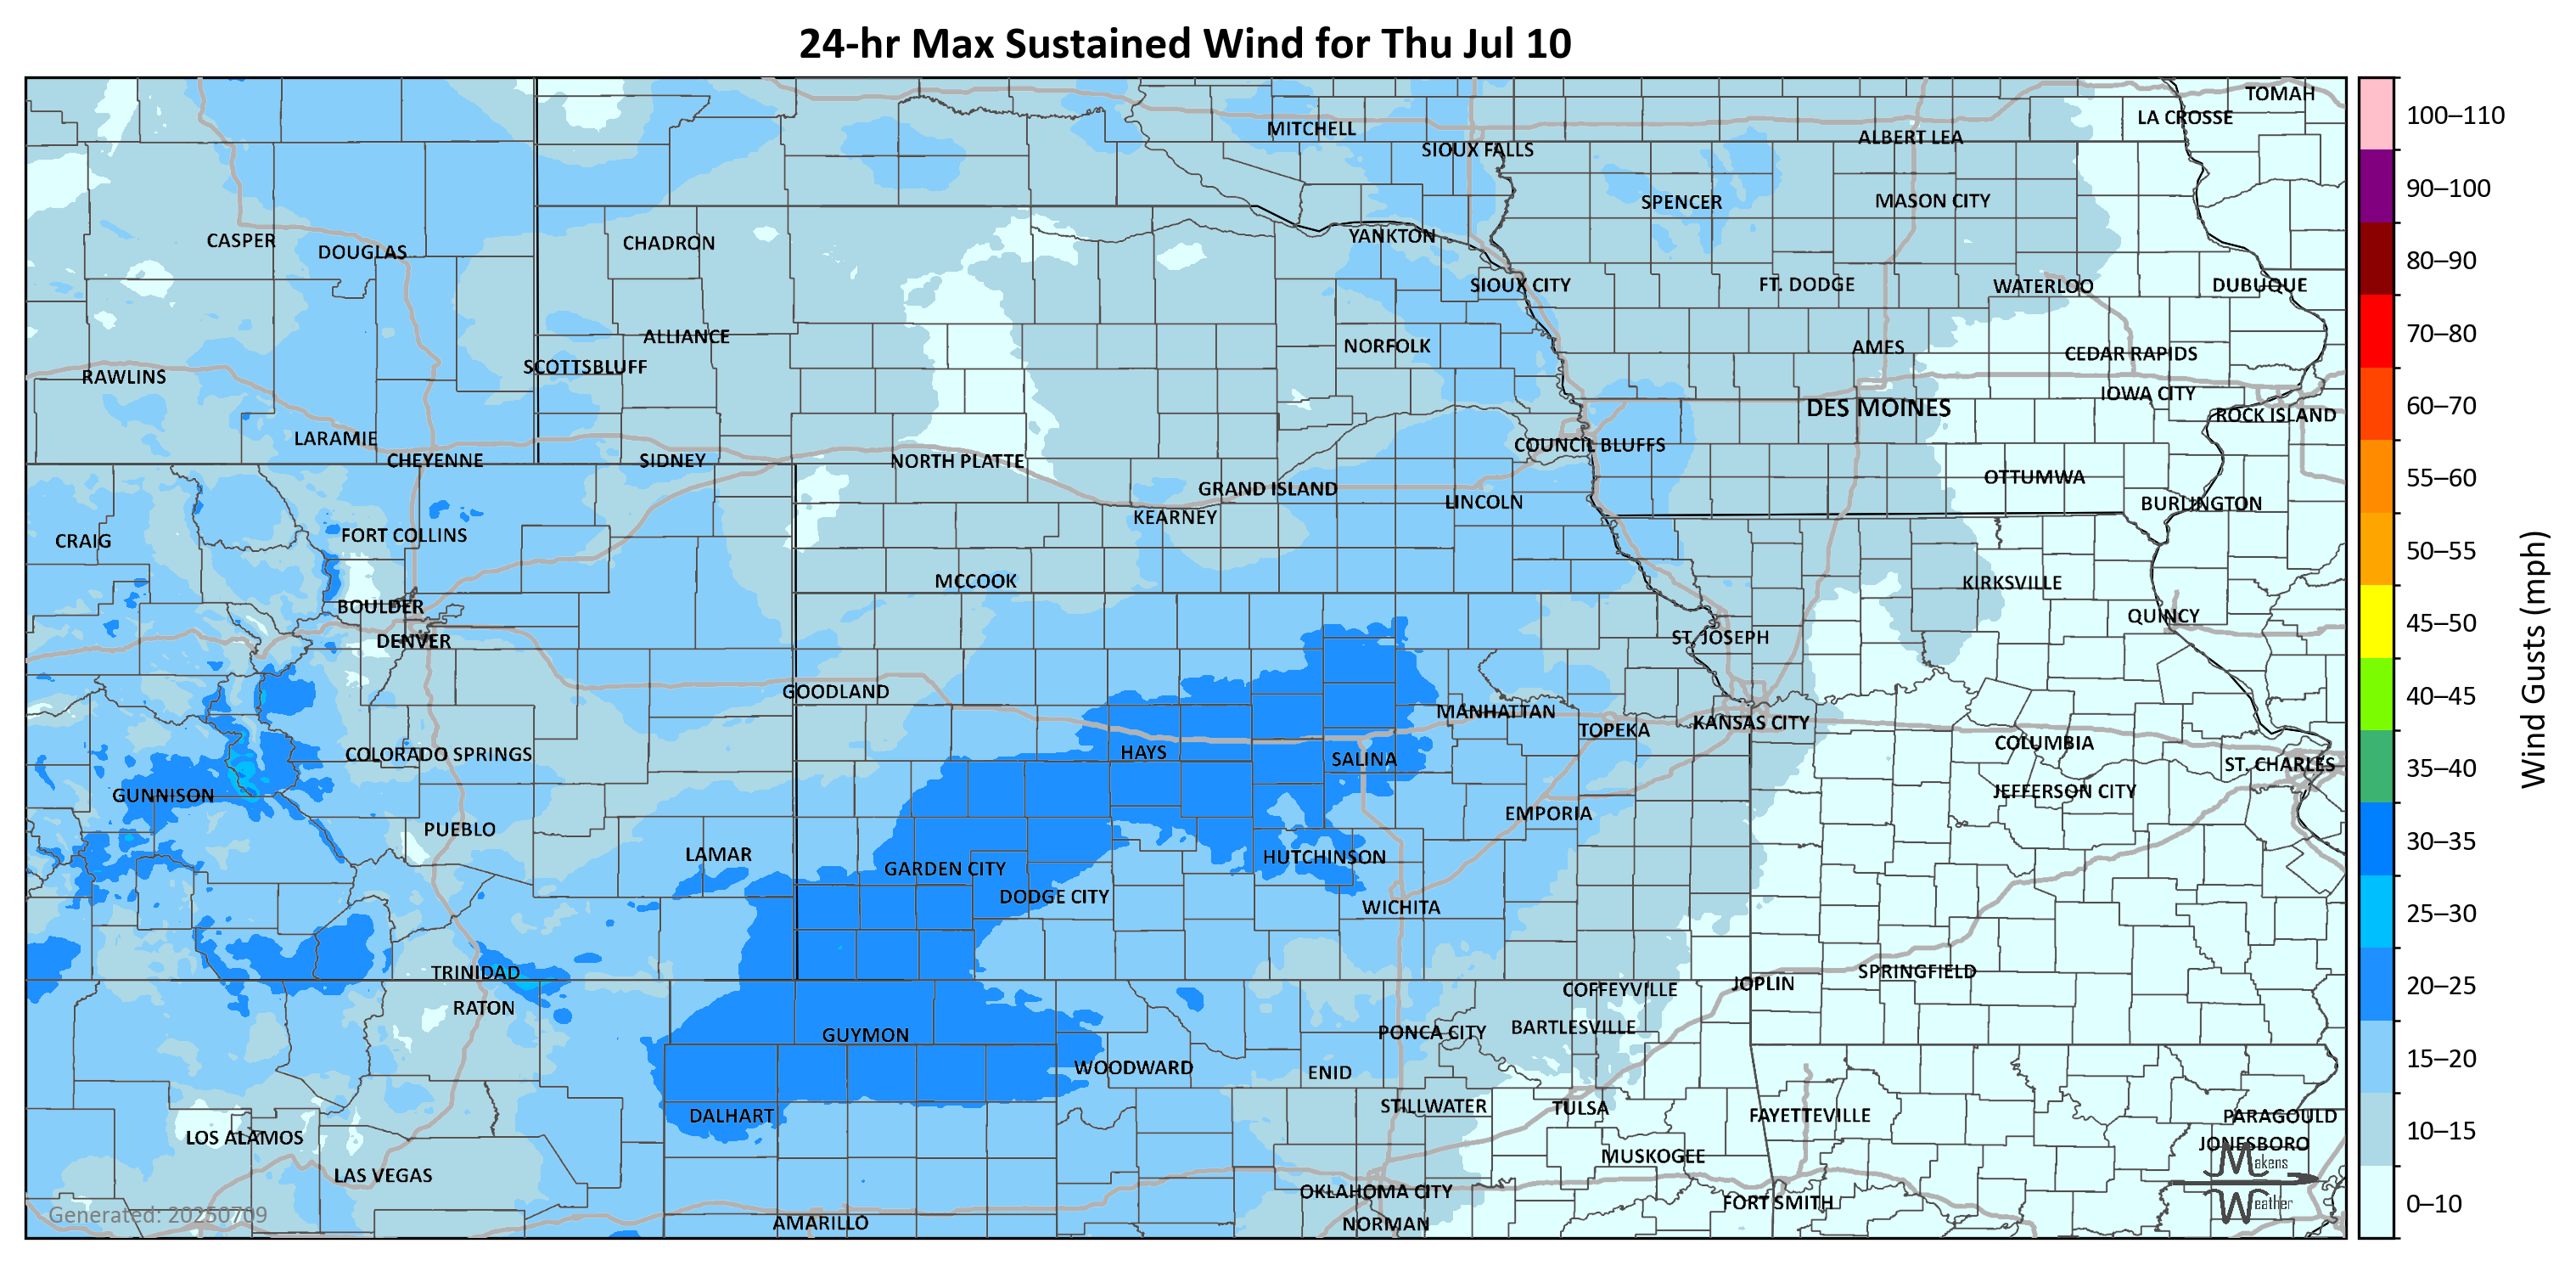 24-hr Max Sustained Wind for Thu Jul 10
TOMAH
LA CROSSE
MITCHELL
ALBERT LEA
SIOUX FALLS
SPENCER
MASON CITY
CASPER
DOUGLAS
CHADRON
YANKTON
SIOUX CITY
FT. DODGE
WATERLOO
DUBUQUE
ALLIANCE
NORFOLK
AMES
CEDAR RAPIDS
SCOTTSBLUFF
RAWLINS
IOWA CITY
DES MOINES
ROCK ISLAND
LARAMIE
COUNCIL BLUFFS
CHEYENNE
SIDNEY
NORTH PLATTE
OTTUMWA
GRAND ISLAND
LINCOLN
BURLINGTON
KEARNEY
CRAIG
FORT COLLINS
MCCOOK
KIRKSVILLE
BOULDER
QUINCY
DENVER
ST. JOSEPH
GOODLAND
MANHATTAN
TOPEKA
KANSAS CITY
COLORADO SPRINGS
HAYS
SALINA
COLUMBIA
ST. CHARLES
GUNNISON
JEFFERSON CITY
EMPORIA
PUEBLO
LAMAR
GARDEN CITY
HUTCHINSON
DODGE CITY
WICHITA
TRINIDAD
SPRINGFIELD
JOPLIN
COFFEYVILLE
RATON
GUYMON
PONCA CITY
BARTLESVILLE
WOODWARD
ENID
DALHART
STILLWATER
TULSA
FAYETTEVILLE
PARAGOULD
LOS ALAMOS
JONESBORO
MUSKOGEE
LAS VEGAS
OKLAHOMA CITY
FORT SMITH
AMARILLO
NORMAN
Generated: 20250709
Makens
Weather
100–110
90–100
80–90
70–80
60–70
55–60
50–55
45–50
40–45
35–40
30–35
25–30
20–25
15–20
10–15
0–10
Wind Gusts (mph)